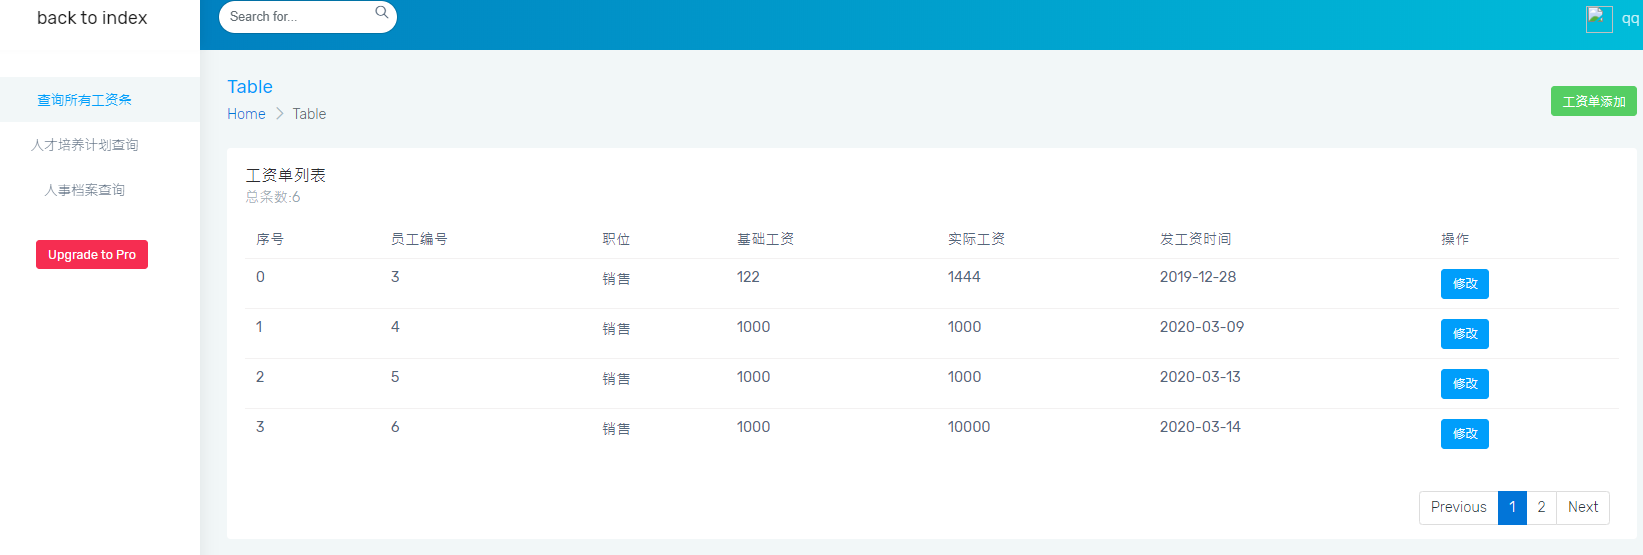 back to index
Search for...
qq
查询所有工资条
人才培养计划查询
人事档案查询
Upgrade to Pro
Table
Home Table
工资单添加
工资单列表
总条数:6
序号 员工编号 职位 基础工资 实际工资 发工资时间 操作
0 3 销售 122 1444 2019-12-28 修改
1 4 销售 1000 1000 2020-03-09 修改
2 5 销售 1000 1000 2020-03-13 修改
3 6 销售 1000 10000 2020-03-14 修改
Previous 1 2 Next